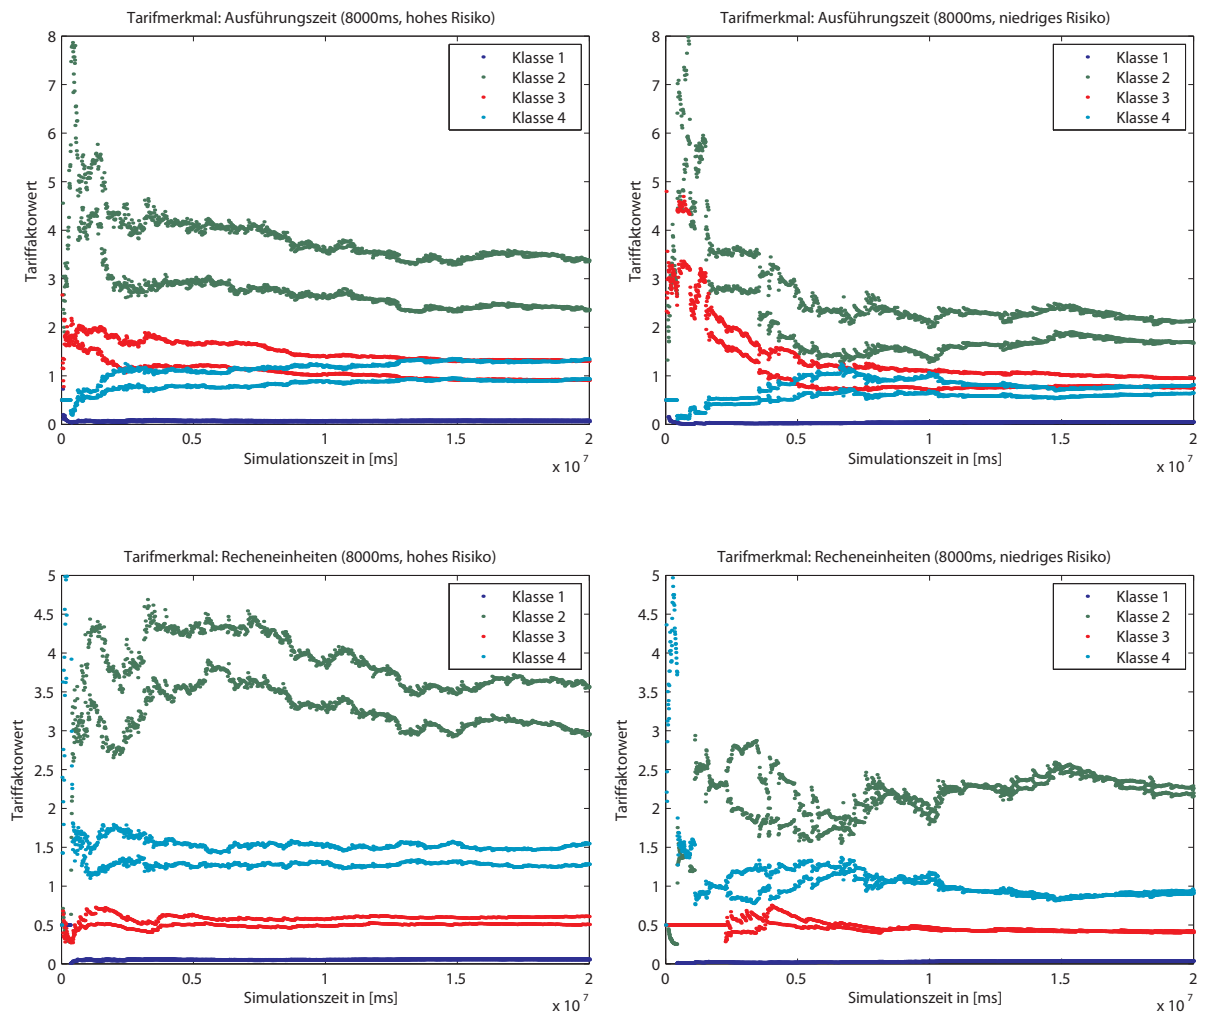 Tarifmerkmal: Ausführungszeit (8000ms, hohes Risiko)
8
7
6
5
4
3
2
1
0
Tariffaktorwert
Klasse 1
Klasse 2
Klasse 3
Klasse 4
0
0.5
1
1.5
2
Simulationszeit in [ms]
x 10^7
Tarifmerkmal: Ausführungszeit (8000ms, niedriges Risiko)
8
7
6
5
4
3
2
1
0
Tariffaktorwert
Klasse 1
Klasse 2
Klasse 3
Klasse 4
0
0.5
1
1.5
2
Simulationszeit in [ms]
x 10^7
Tarifmerkmal: Recheneinheiten (8000ms, hohes Risiko)
5
4.5
4
3.5
3
2.5
2
1.5
1
0.5
0
Tariffaktorwert
Klasse 1
Klasse 2
Klasse 3
Klasse 4
0
0.5
1
1.5
2
Simulationszeit in [ms]
x 10^7
Tarifmerkmal: Recheneinheiten (8000ms, niedriges Risiko)
5
4.5
4
3.5
3
2.5
2
1.5
1
0.5
0
Tariffaktorwert
Klasse 1
Klasse 2
Klasse 3
Klasse 4
0
0.5
1
1.5
2
Simulationszeit in [ms]
x 10^7